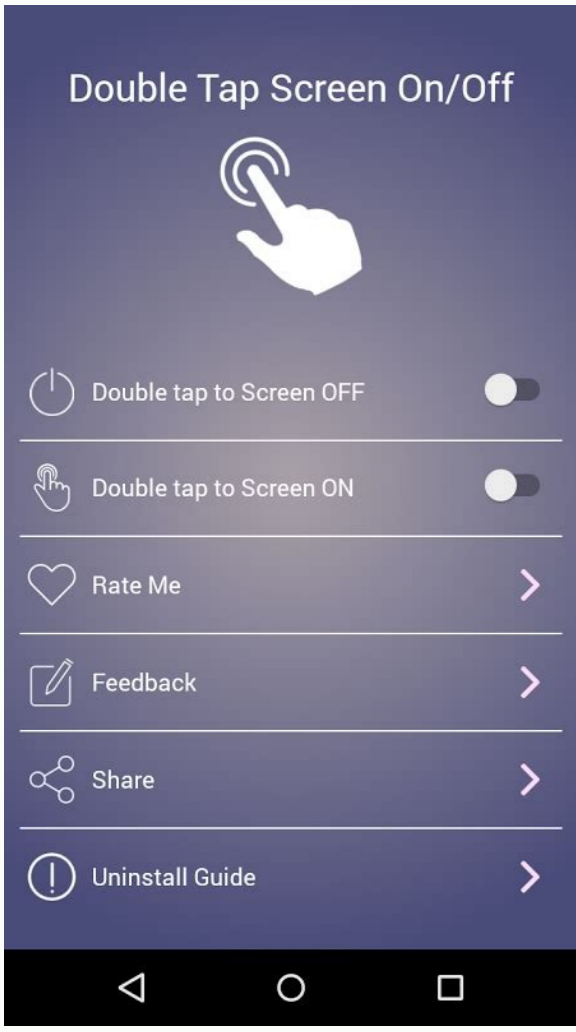 Double Tap Screen On/Off
Double tap to Screen OFF
Double tap to Screen ON
Rate Me
Feedback
Share
Uninstall Guide